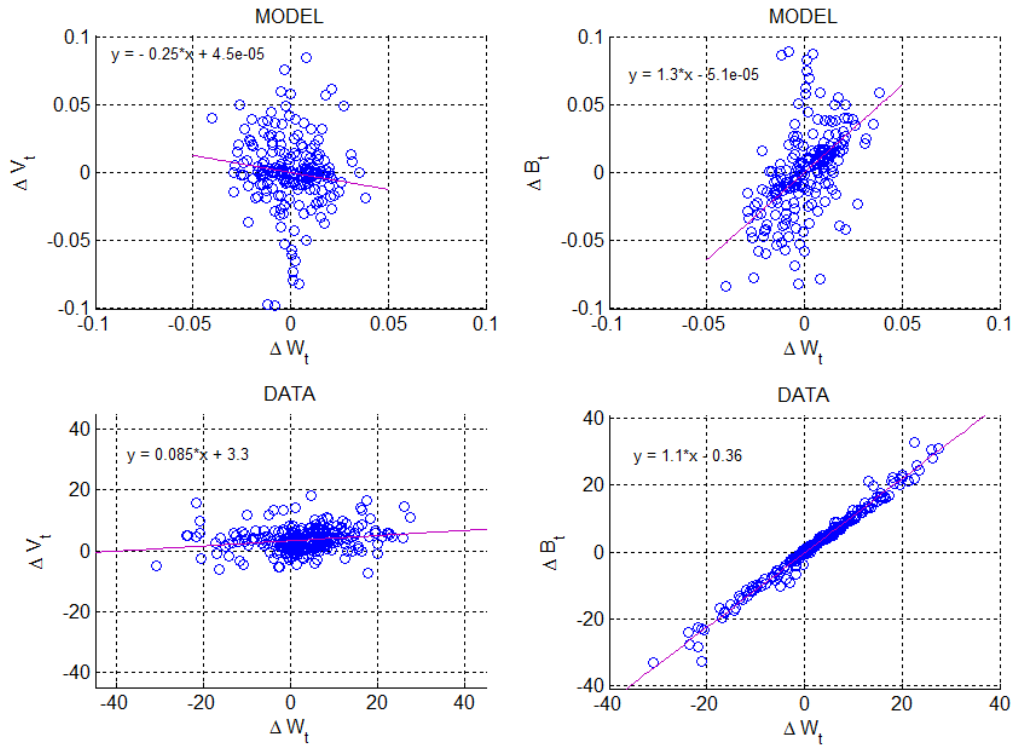 MODEL
y = - 0.25*x + 4.5e-05
0.1
0.05
0
-0.05
-0.1
Δ V_t
-0.1
-0.05
0
0.05
0.1
Δ W_t
MODEL
y = 1.3*x - 5.1e-05
0.1
0.05
0
-0.05
-0.1
Δ B_t
-0.1
-0.05
0
0.05
0.1
Δ W_t
DATA
y = 0.085*x + 3.3
40
20
0
-20
-40
Δ V_t
-40
-20
0
20
40
Δ W_t
DATA
y = 1.1*x - 0.36
40
20
0
-20
-40
Δ B_t
-40
-20
0
20
40
Δ W_t